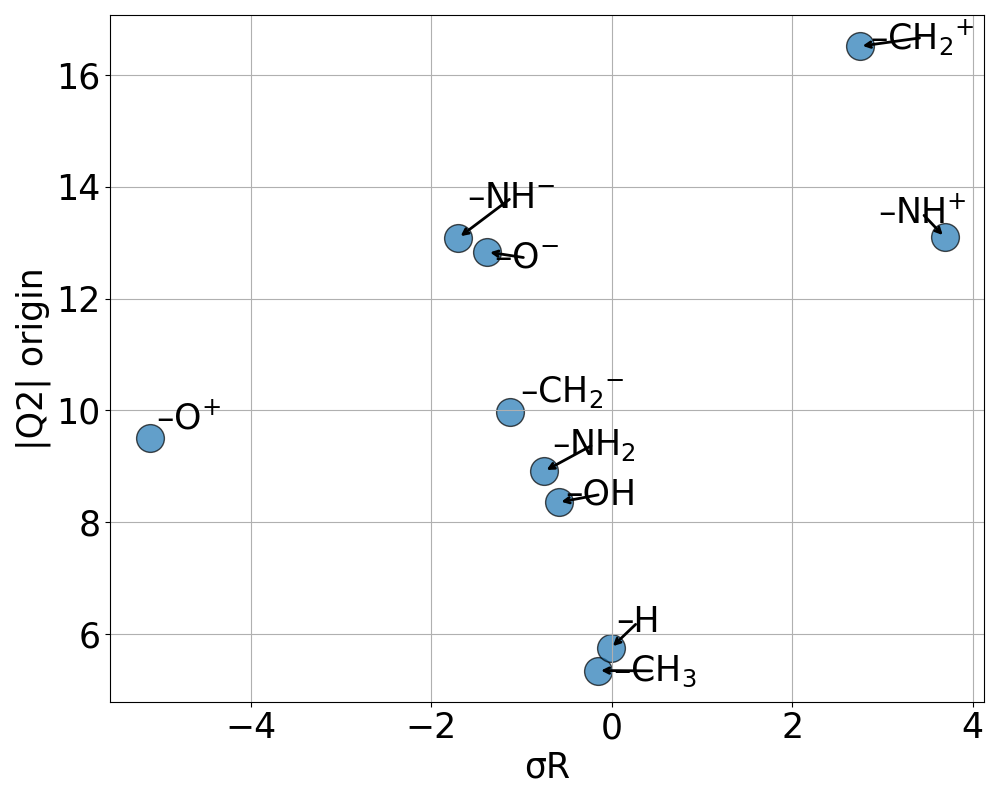 –CH₂⁺
16
14
–NH⁻
–NH⁺
–O⁻
12
|Q2| origin
–CH₂⁻
10
–O⁺
–NH₂
–OH
8
–H
6
–CH₃
−4
−2
0
2
4
σR